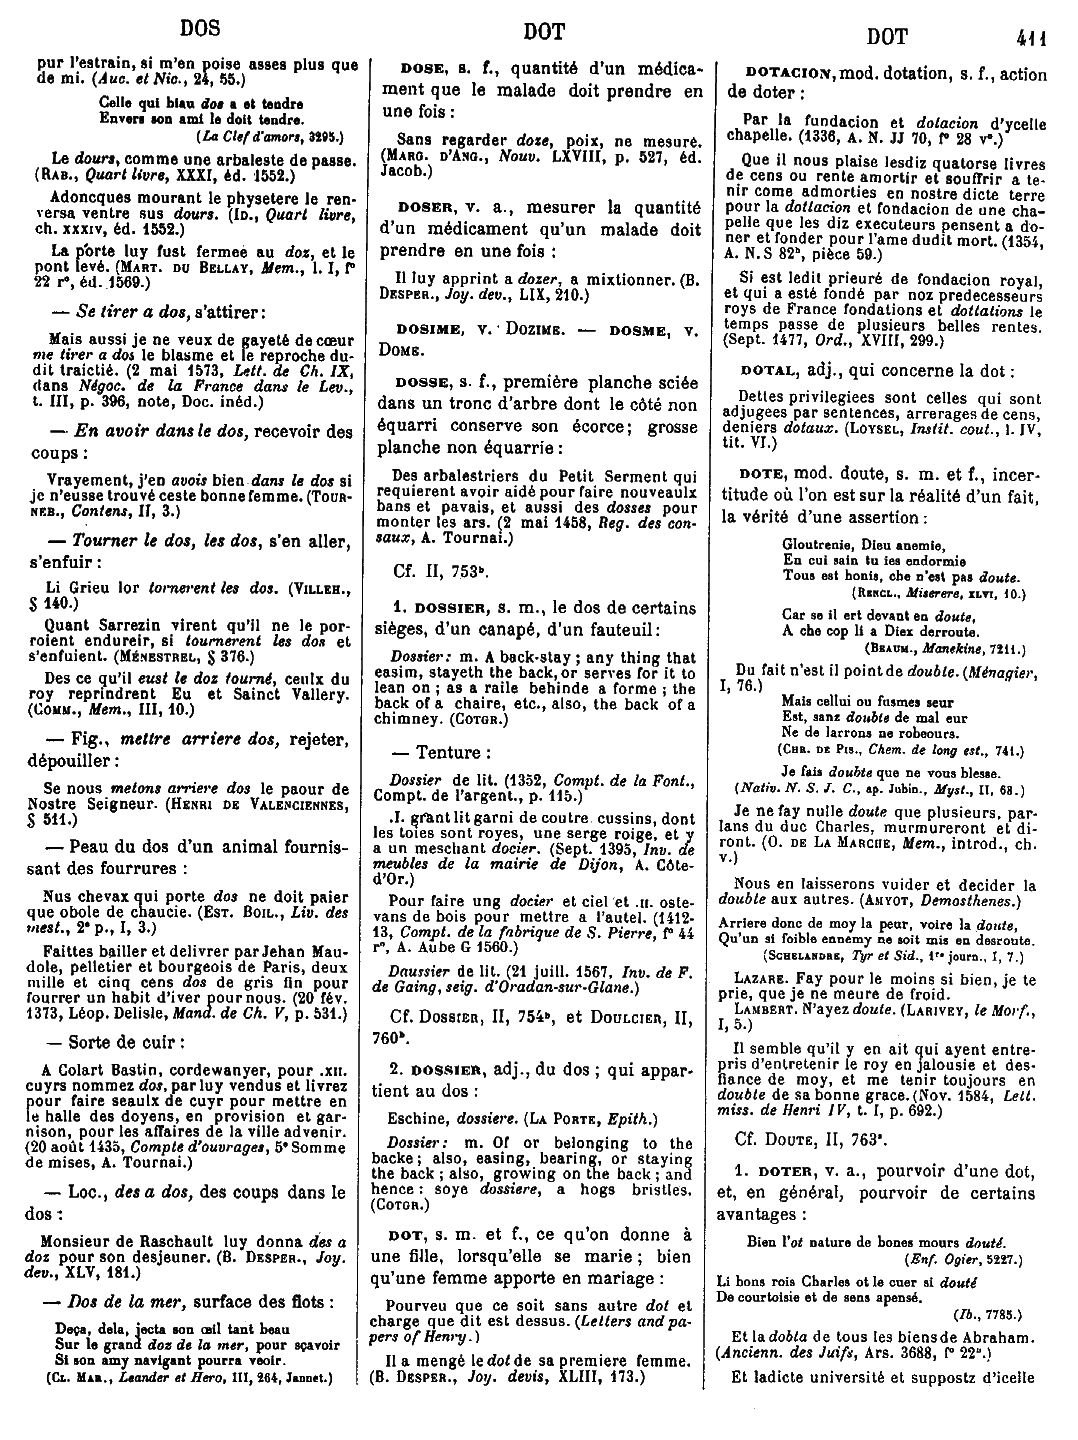 DOS
DOT
DOT
411
pur l'estrain, si m'en poise asses plus que
de mi. (Auc. et Nic., 24, 55.)
Celle qui biau dos a et tendre
Envers son ami le doit tendre.
(La Clef d'amors, 3295.)
Le dours, comme une arbaleste de passe.
(RAB., Quart livre, XXXI, éd. 1552.)
Adoncques mourant le physetere le ren-
versa ventre sus dours. (ID., Quart livre,
ch. XXXIV, éd. 1552.)
La porte luy fust fermee au doz, et le
pont levé. (MART. DU BELLAY, Mem., l. I, f°
22 r°, éd. 1569.)
— Se tirer a dos, s'attirer :
Mais aussi je ne veux de gayeté de cœur
me tirer a dos le blasme et le reproche du-
dit traictié. (2 mai 1573, Lett. de Ch. IX,
dans Négoc. de la France dans le Lev.,
t. III, p. 396, note, Doc. inéd.)
— En avoir dans le dos, recevoir des
coups :
Vrayement, j'en avois bien dans le dos si
je n'eusse trouvé ceste bonne femme. (TOUR-
NEB., Contens, II, 3.)
— Tourner le dos, les dos, s'en aller,
s'enfuir :
Li Grieu lor tornerent les dos. (VILLEH.,
§ 140.)
Quant Sarrezin virent qu'il ne le por-
roient endureir, si tournerent les dos et
s'enfuient. (MÉNESTREL, § 376.)
Des ce qu'il eust le doz tourné, ceulx du
roy reprindrent Eu et Sainct Vallery.
(COMM., Mem., III, 10.)
— Fig., mettre arriere dos, rejeter,
dépouiller :
Se nous metons arriere dos le paour de
Nostre Seigneur. (HENRI DE VALENCIENNES,
§ 511.)
— Peau du dos d'un animal fournis-
sant des fourrures :
Nus chevax qui porte dos ne doit paier
que obole de chaucie. (EST. BOIL., Liv. des
mest., 2e p., I, 3.)
Faittes bailler et delivrer par Jehan Mau-
dole, pelletier et bourgeois de Paris, deux
mille et cinq cens dos de gris fin pour
fourrer un habit d'iver pour nous. (20 fév.
1373, Léop. Delisle, Mand. de Ch. V, p. 531.)
— Sorte de cuir :
A Colart Bastin, cordewanyer, pour .XII.
cuyrs nommez dos, par luy vendus et livrez
pour faire seaulx de cuyr pour mettre en
le halle des doyens, en provision et gar-
nison, pour les affaires de la ville advenir.
(20 août 1435, Compte d'ouvrages, 5e Somme
de mises, A. Tournai.)
— Loc., des a dos, des coups dans le
dos :
Monsieur de Raschault luy donna des a
doz pour son desjeuner. (B. DESPER., Joy.
dev., XLV, 181.)
— Dos de la mer, surface des flots :
Deça, dela, jecta son œil tant beau
Sur le grand doz de la mer, pour sçavoir
Si son amy navigant pourra veoir.
(CL. MAR., Leander et Hero, III, 264, Jannet.)
DOSE, s. f., quantité d'un médica-
ment que le malade doit prendre en
une fois :
Sans regarder doze, poix, ne mesure.
(MARG. D'ANG., Nouv. LXVIII, p. 527, éd.
Jacob.)
DOSER, v. a., mesurer la quantité
d'un médicament qu'un malade doit
prendre en une fois :
Il luy apprint a dozer, a mixtionner. (B.
DESPER., Joy. dev., LIX, 210.)
DOSIME, v. DOZIME. — DOSME, v.
DOME.
DOSSE, s. f., première planche sciée
dans un tronc d'arbre dont le côté non
équarri conserve son écorce ; grosse
planche non équarrie :
Des arbalestriers du Petit Serment qui
requierent avoir aidé pour faire nouveaulx
bans et pavais, et aussi des dosses pour
monter les ars. (2 mai 1458, Reg. des con-
saux, A. Tournai.)
Cf. II, 753b.
1. DOSSIER, s. m., le dos de certains
sièges, d'un canapé, d'un fauteuil :
Dossier : m. A back-stay ; any thing that
easim, stayeth the back, or serves for it to
lean on ; as a raile behinde a forme ; the
back of a chaire, etc., also, the back of a
chimney. (COTGR.)
— Tenture :
Dossier de lit. (1352, Compt. de la Font.,
Compt. de l'argent., p. 115.)
.I. grant lit garni de coutre cussins, dont
les toies sont royes, une serge roige, et y
a un meschant docier. (Sept. 1395, Inv. de
meubles de la mairie de Dijon, A. Côte-
d'Or.)
Pour faire ung docier et ciel et .II. oste-
vans de bois pour mettre a l'autel. (1412-
13, Compt. de la fabrique de S. Pierre, f° 44
r°, A. Aube G 1560.)
Daussier de lit. (21 juill. 1567, Inv. de F.
de Gaing, seig. d'Oradan-sur-Glane.)
Cf. DOSSIER, II, 754b, et DOULCIER, II,
760b.
2. DOSSIER, adj., du dos ; qui appar-
tient au dos :
Eschine, dossiere. (LA PORTE, Epith.)
Dossier : m. Of or belonging to the
backe ; also, easing, bearing, or staying
the back ; also, growing on the back ; and
hence : soye dossiere, a hogs bristles.
(COTGR.)
DOT, s. m. et f., ce qu'on donne à
une fille, lorsqu'elle se marie ; bien
qu'une femme apporte en mariage :
Pourveu que ce soit sans autre dot et
charge que dit est dessus. (Letters and pa-
pers of Henry.)
Il a mengé le dot de sa premiere femme.
(B. DESPER., Joy. devis, XLIII, 173.)
DOTACION, mod. dotation, s. f., action
de doter :
Par la fundacion et dotacion d'ycelle
chapelle. (1336, A. N. JJ 70, f° 28 v°.)
Que il nous plaise lesdiz quatorse livres
de cens ou rente amortir et souffrir a te-
nir come admorties en nostre dicte terre
pour la dottacion et fondacion de une cha-
pelle que les diz executeurs pensent a do-
ner et fonder pour l'ame dudit mort. (1354,
A. N. S 82b, pièce 59.)
Si est ledit prieuré de fondacion royal,
et qui a esté fondé par noz predecesseurs
roys de France fondations et dottations le
temps passe de plusieurs belles rentes.
(Sept. 1477, Ord., XVIII, 299.)
DOTAL, adj., qui concerne la dot :
Dettes privilegiees sont celles qui sont
adjugees par sentences, arrerages de cens,
deniers dotaux. (LOYSEL, Instit. cout., l. IV,
tit. VI.)
DOTE, mod. doute, s. m. et f., incer-
titude où l'on est sur la réalité d'un fait,
la vérité d'une assertion :
Gloutrenie, Dieu anemie,
En cui sain tu ies endormie
Tous est honis, che n'est pas doute.
(RENCL., Miserere, XLVI, 10.)
Car se il ert devant en doute,
A che cop li a Diex derroute.
(BEAUM., Manekine, 7211.)
Du fait n'est il point de double. (Ménagier,
I, 76.)
Mais cellui ou fusmes seur
Est, sanz doubte de mal eur
Ne de larrons ne robeours.
(CHR. DE PIS., Chem. de long est., 741.)
Je fais doubte que ne vous blesse.
(Nativ. N. S. J. C., ap. Jubin., Myst., II, 68.)
Je ne fay nulle doute que plusieurs, par-
lans du duc Charles, murmureront et di-
ront. (O. DE LA MARCHE, Mem., introd., ch.
v.)
Nous en laisserons vuider et decider la
double aux autres. (AMYOT, Demosthenes.)
Arriere donc de moy la peur, voire la doute,
Qu'un si foible ennemy ne soit mis en desroute.
(SCHELANDRE, Tyr et Sid., 1re journ., I, 7.)
LAZARE. Fay pour le moins si bien, je te
prie, que je ne meure de froid.
LAMBERT. N'ayez doute. (LARIVEY, le Morf.,
I, 5.)
Il semble qu'il y en ait qui ayent entre-
pris d'entretenir le roy en jalousie et des-
fiance de moy, et me tenir toujours en
double de sa bonne grace. (Nov. 1584, Lett.
miss. de Henri IV, t. I, p. 692.)
Cf. DOUTE, II, 763a.
1. DOTER, v. a., pourvoir d'une dot,
et, en général, pourvoir de certains
avantages :
Bien l'ot nature de bones mours douté.
(Enf. Ogier, 5227.)
Li bons rois Charles ot le cuer si douté
De courtoisie et de sens apensé.
(Ib., 7785.)
Et la dobta de tous les biens de Abraham.
(Ancienn. des Juifs, Ars. 3688, f° 22a.)
Et ladicte université et suppostz d'icelle